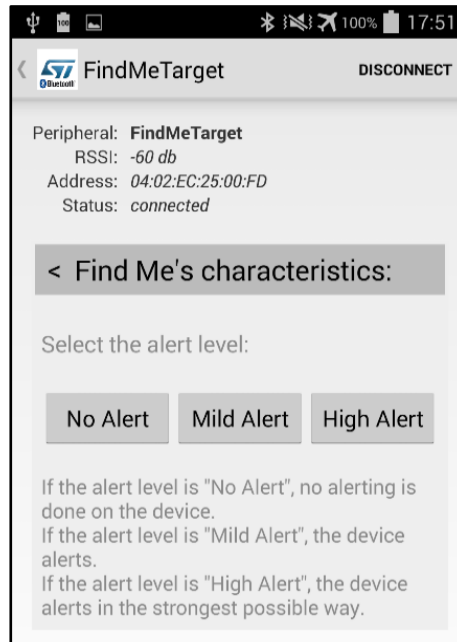 100
100% 17:51
ST
Bluetooth
FindMeTarget DISCONNECT
Peripheral: FindMeTarget
RSSI: -60 db
Address: 04:02:EC:25:00:FD
Status: connected
< Find Me's characteristics:
Select the alert level:
No Alert Mild Alert High Alert
If the alert level is "No Alert", no alerting is
done on the device.
If the alert level is "Mild Alert", the device
alerts.
If the alert level is "High Alert", the device
alerts in the strongest possible way.